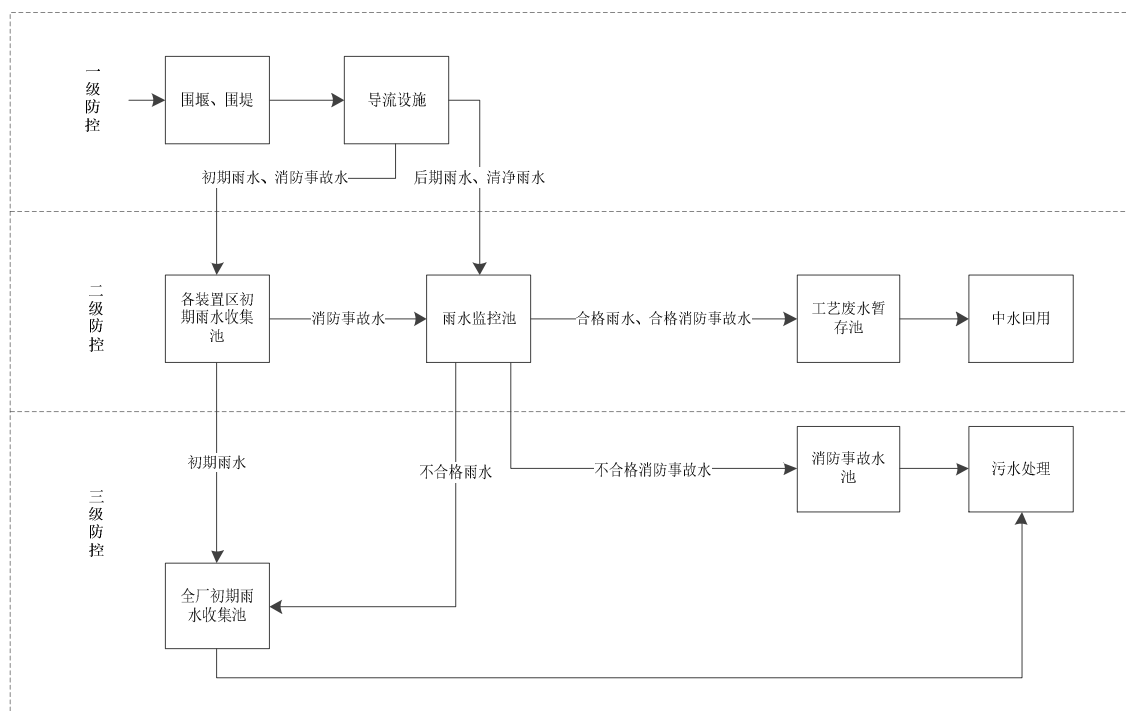 一级防控
围堰、围堤
导流设施
初期雨水、消防事故水
后期雨水、清净雨水
二级防控
各装置区初
期雨水收集
池
消防事故水
雨水监控池
合格雨水、合格消防事故水
工艺废水暂
存池
中水回用
三级防控
初期雨水
不合格雨水
不合格消防事故水
消防事故水
池
污水处理
全厂初期雨
水收集池